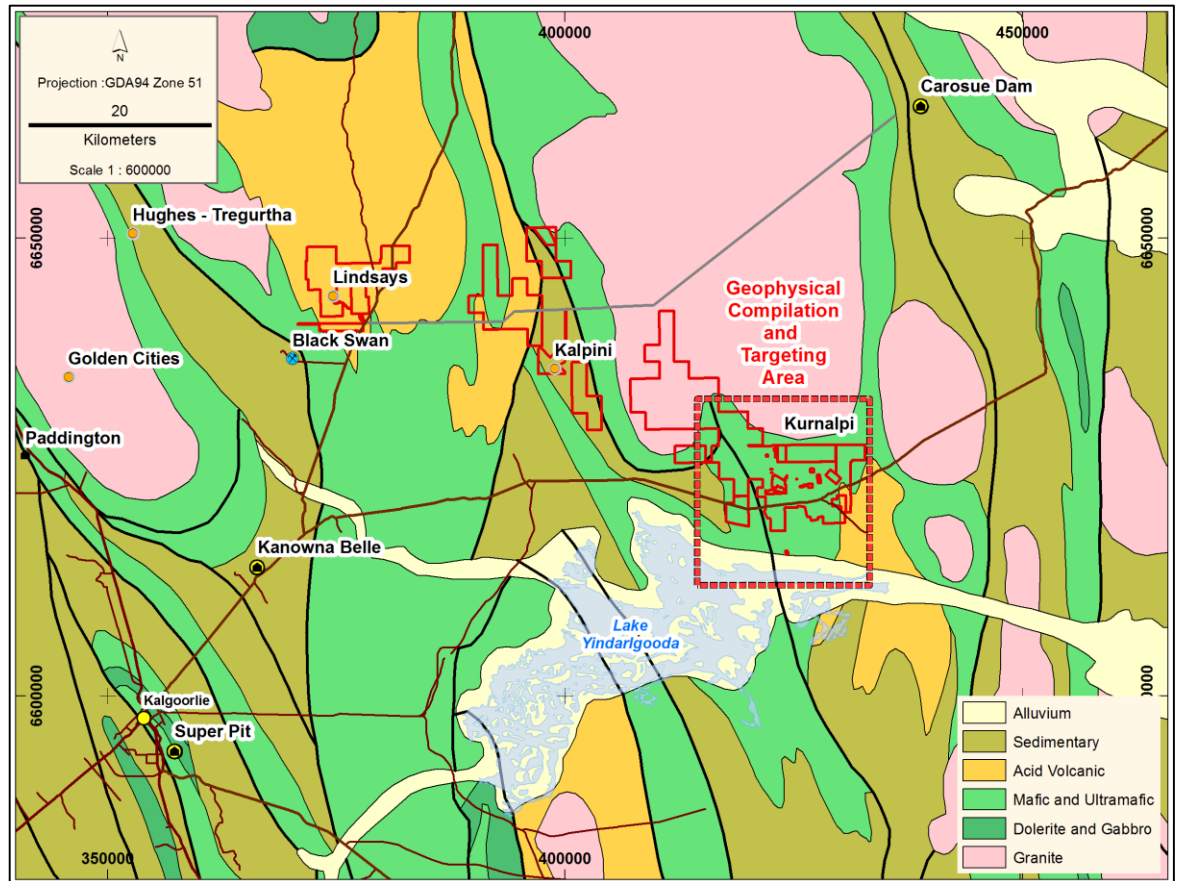 N
Projection :GDA94 Zone 51
20
Kilometers
Scale 1 : 600000
400000
450000
Carosue Dam
6650000
6650000
Hughes - Tregurtha
Lindsays
Geophysical
Compilation
and
Targeting
Area
Black Swan
Golden Cities
Kalpini
Kurnalpi
Paddington
Kanowna Belle
Lake
Yindarlgooda
6600000
Kalgoorlie
Super Pit
350000
400000
Alluvium
Sedimentary
Acid Volcanic
Mafic and Ultramafic
Dolerite and Gabbro
Granite